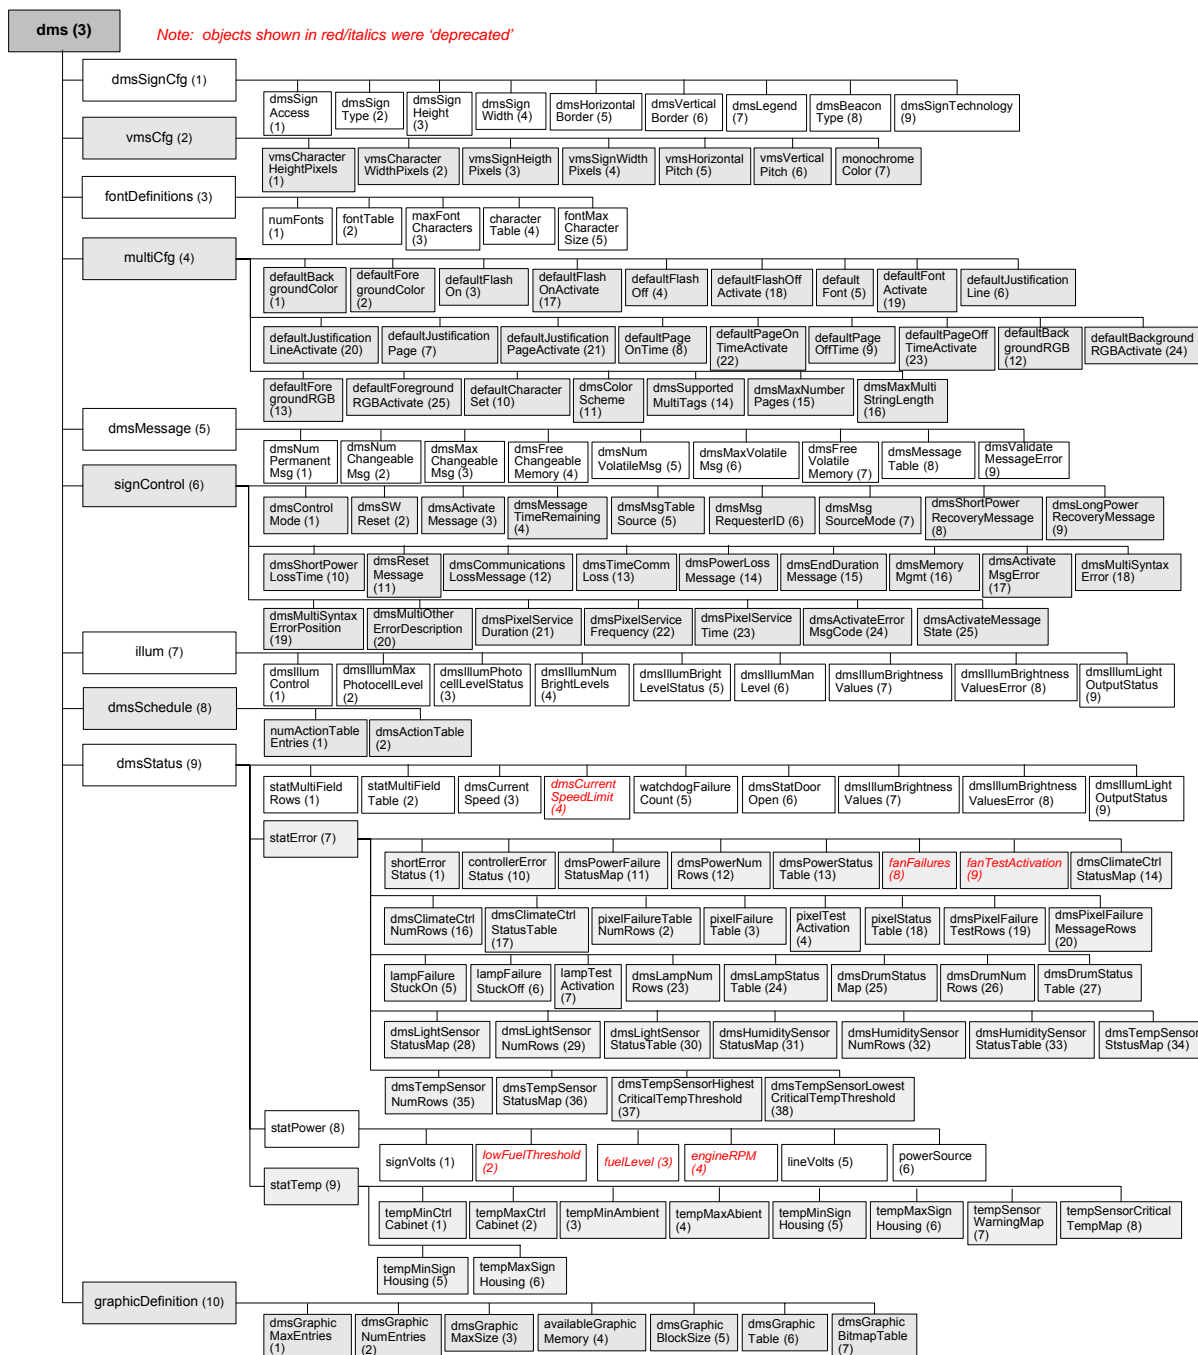 dms (3)
Note: objects shown in red/italics were ‘deprecated’
dmsSignCfg (1)
dmsSign
Access
(1)
dmsSign
Type (2)
dmsSign
Height
(3)
dmsSign
Width (4)
dmsHorizontal
Border (5)
dmsVertical
Border (6)
dmsLegend
(7)
dmsBeacon
Type (8)
dmsSignTechnology
(9)
vmsCfg (2)
vmsCharacter
HeightPixels
(1)
vmsCharacter
WidthPixels (2)
vmsSignHeigth
Pixels (3)
vmsSignWidth
Pixels (4)
vmsHorizontal
Pitch (5)
vmsVertical
Pitch (6)
monochrome
Color (7)
fontDefinitions (3)
numFonts
(1)
fontTable
(2)
maxFont
Characters
(3)
character
Table (4)
fontMax
Character
Size (5)
multiCfg (4)
defaultBack
groundColor
(1)
defaultFore
groundColor
(2)
defaultFlash
On (3)
defaultFlash
OnActivate
(17)
defaultFlash
Off (4)
defaultFlashOff
Activate (18)
default
Font (5)
defaultFont
Activate
(19)
defaultJustification
Line (6)
defaultJustification
LineActivate (20)
defaultJustification
Page (7)
defaultJustification
PageActivate (21)
defaultPage
OnTime (8)
defaultPageOn
TimeActivate
(22)
defaultPage
OffTime (9)
defaultPageOff
TimeActivate
(23)
defaultBack
groundRGB
(12)
defaultBackground
RGBActivate (24)
defaultFore
groundRGB
(13)
defaultForeground
RGBActivate (25)
defaultCharacter
Set (10)
dmsColor
Scheme
(11)
dmsSupported
MultiTags (14)
dmsMaxNumber
Pages (15)
dmsMaxMulti
StringLength
(16)
dmsMessage (5)
dmsNum
Permanent
Msg (1)
dmsNum
Changeable
Msg (2)
dmsMax
Changeable
Msg (3)
dmsFree
Changeable
Memory (4)
dmsNum
VolatileMsg (5)
dmsMaxVolatile
Msg (6)
dmsFree
Volatile
Memory (7)
dmsMessage
Table (8)
dmsValidate
MessageError
(9)
signControl (6)
dmsControl
Mode (1)
dmsSW
Reset (2)
dmsActivate
Message (3)
dmsMessage
TimeRemaining
(4)
dmsMsgTable
Source (5)
dmsMsg
RequesterID (6)
dmsMsg
SourceMode (7)
dmsShortPower
RecoveryMessage
(8)
dmsLongPower
RecoveryMessage
(9)
dmsShortPower
LossTime (10)
dmsReset
Message
(11)
dmsCommunications
LossMessage (12)
dmsTimeComm
Loss (13)
dmsPowerLoss
Message (14)
dmsEndDuration
Message (15)
dmsMemory
Mgmt (16)
dmsActivate
MsgError
(17)
dmsMultiSyntax
Error (18)
dmsMultiSyntax
ErrorPosition
(19)
dmsMultiOther
ErrorDescription
(20)
dmsPixelService
Duration (21)
dmsPixelService
Frequency (22)
dmsPixelService
Time (23)
dmsActivateError
MsgCode (24)
dmsActivateMessage
State (25)
illum (7)
dmsIllum
Control
(1)
dmsIllumMax
PhotocellLevel
(2)
dmsIllumPhoto
cellLevelStatus
(3)
dmsIllumNum
BrightLevels
(4)
dmsIllumBright
LevelStatus (5)
dmsIllumMan
Level (6)
dmsIllumBrightness
Values (7)
dmsIllumBrightness
ValuesError (8)
dmsIllumLight
OutputStatus
(9)
dmsSchedule (8)
numActionTable
Entries (1)
dmsActionTable
(2)
dmsStatus (9)
statMultiField
Rows (1)
statMultiField
Table (2)
dmsCurrent
Speed (3)
dmsCurrent
SpeedLimit
(4)
watchdogFailure
Count (5)
dmsStatDoor
Open (6)
dmsIllumBrightness
Values (7)
dmsIllumBrightness
ValuesError (8)
dmsIllumLight
OutputStatus
(9)
statError (7)
shortError
Status (1)
controllerError
Status (10)
dmsPowerFailure
StatusMap (11)
dmsPowerNum
Rows (12)
dmsPowerStatus
Table (13)
fanFailures
(8)
fanTestActivation
(9)
dmsClimateCtrl
StatusMap (14)
dmsClimateCtrl
NumRows (16)
dmsClimateCtrl
StatusTable
(17)
pixelFailureTable
NumRows (2)
pixelFailure
Table (3)
pixelTest
Activation
(4)
pixelStatus
Table (18)
dmsPixelFailure
TestRows (19)
dmsPixelFailure
MessageRows
(20)
lampFailure
StuckOn (5)
lampFailure
StuckOff (6)
lampTest
Activation
(7)
dmsLampNum
Rows (23)
dmsLampStatus
Table (24)
dmsDrumStatus
Map (25)
dmsDrumNum
Rows (26)
dmsDrumStatus
Table (27)
dmsLightSensor
StatusMap (28)
dmsLightSensor
NumRows (29)
dmsLightSensor
StatusTable (30)
dmsHumiditySensor
StatusMap (31)
dmsHumiditySensor
NumRows (32)
dmsHumiditySensor
StatusTable (33)
dmsTempSensor
StstusMap (34)
dmsTempSensor
NumRows (35)
dmsTempSensor
StatusMap (36)
dmsTempSensorHighest
CriticalTempThreshold
(37)
dmsTempSensorLowest
CriticalTempThreshold
(38)
statPower (8)
signVolts (1)
lowFuelThreshold
(2)
fuelLevel (3)
engineRPM
(4)
lineVolts (5)
powerSource
(6)
statTemp (9)
tempMinCtrl
Cabinet (1)
tempMaxCtrl
Cabinet (2)
tempMinAmbient
(3)
tempMaxAbient
(4)
tempMinSign
Housing (5)
tempMaxSign
Housing (6)
tempSensor
WarningMap
(7)
tempSensorCritical
TempMap (8)
tempMinSign
Housing
(5)
tempMaxSign
Housing (6)
graphicDefinition (10)
dmsGraphic
MaxEntries
(1)
dmsGraphic
NumEntries
(2)
dmsGraphic
MaxSize (3)
availableGraphic
Memory (4)
dmsGraphic
BlockSize (5)
dmsGraphic
Table (6)
dmsGraphic
BitmapTable
(7)